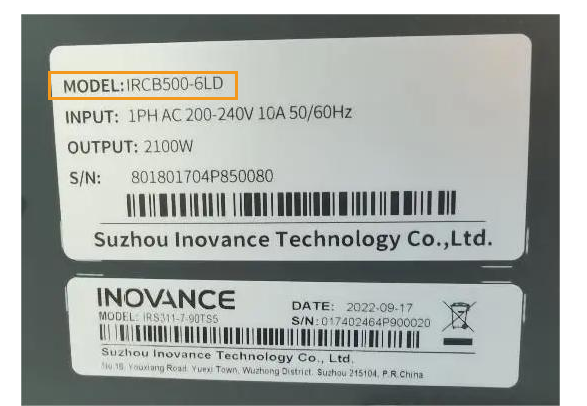 MODEL:IRCB500-6LD
INPUT: 1PH AC 200-240V 10A 50/60Hz
OUTPUT: 2100W
S/N: 801801704P850080
Suzhou Inovance Technology Co.,Ltd.
INOVANCE
DATE: 2022-09-17
MODEL: IRS311-7-90TS5
S/N:017402464P900020
Suzhou Inovance Technology Co., Ltd.
No.16, Youxiang Road, Yuexi Town, Wuzhong District, Suzhou 215104, P.R.China